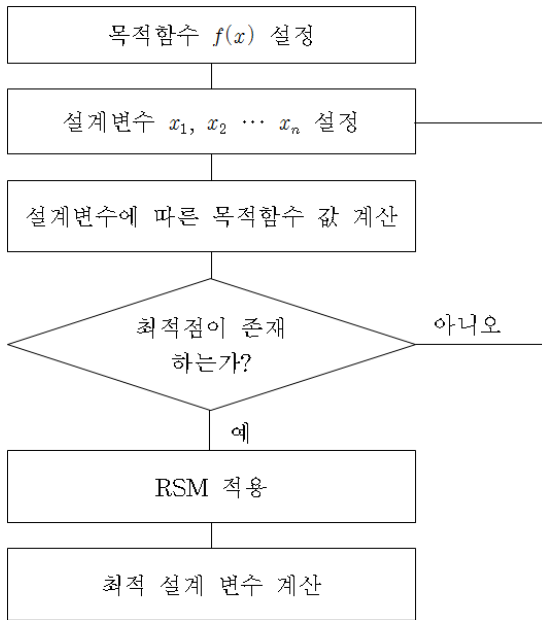 목적함수 f(x) 설정
설계변수 x₁, x₂ ⋯ xₙ 설정
설계변수에 따른 목적함수 값 계산
최적점이 존재
하는가?
아니오
예
RSM 적용
최적 설계 변수 계산